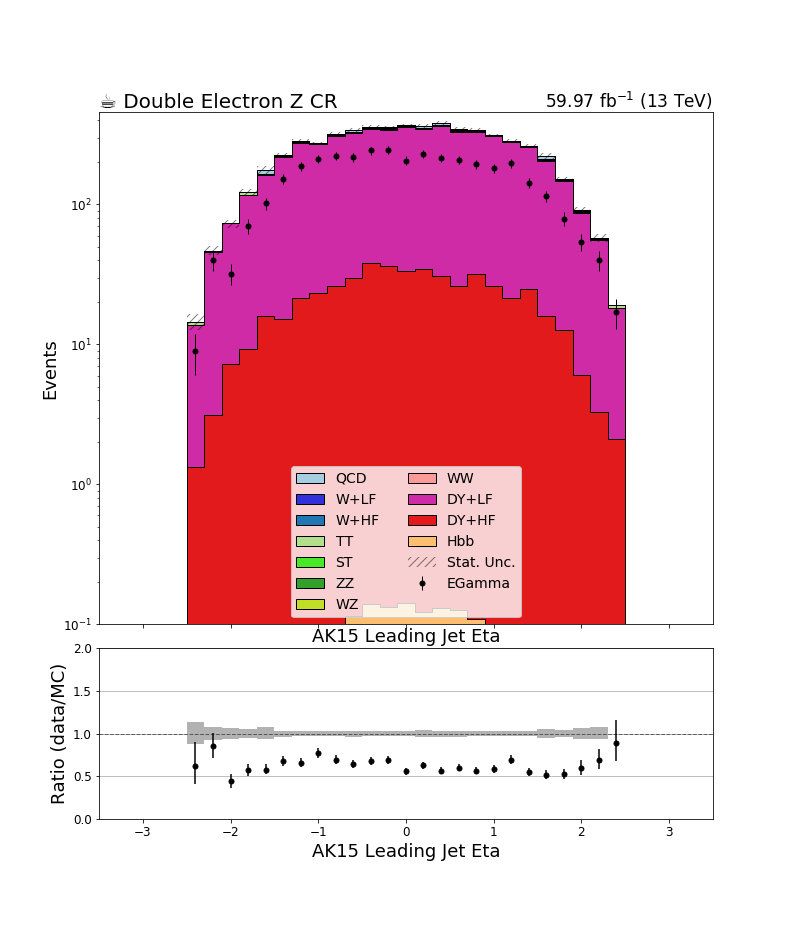 ☕ Double Electron Z CR
59.97 fb⁻¹ (13 TeV)
Events
10²
10¹
10⁰
10⁻¹
QCD
W+LF
W+HF
TT
ST
ZZ
WZ
WW
DY+LF
DY+HF
Hbb
Stat. Unc.
EGamma
AK15 Leading Jet Eta
Ratio (data/MC)
2.0
1.5
1.0
0.5
0.0
−3 −2 −1 0 1 2 3
AK15 Leading Jet Eta